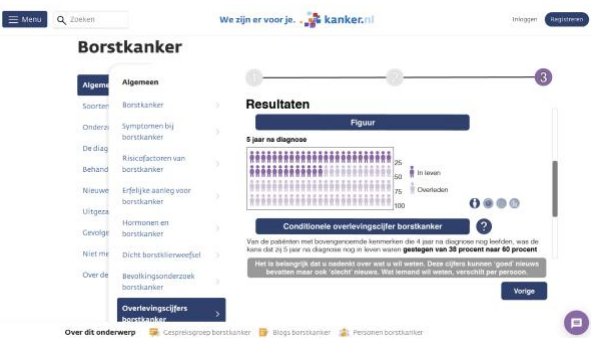 Menu
Zoeken
We zijn er voor je.
kanker.nl
Inloggen
Registreren
Borstkanker
Algeme
Soorten
Onderzo
De diag
Behand
Nieuwe
Uitgeza
Gevolge
Niet me
Over de
Algemeen
Borstkanker
Symptomen bij
borstkanker
Risicofactoren van
borstkanker
Erfelijke aanleg voor
borstkanker
Hormonen en
borstkanker
Dicht borstklierweefsel
Bevolkingsonderzoek
borstkanker
Overlevingscijfers
borstkanker
1
2
3
Resultaten
Figuur
5 jaar na diagnose
25
50
75
100
In leven
Overleden
Conditionele overlevingscijfer borstkanker
?
Van de patiënten met bovengenoemde kenmerken die 4 jaar na diagnose nog leefden, was de
kans dat zij 5 jaar na diagnose nog in leven waren gestegen van 38 procent naar 60 procent
Het is belangrijk dat u nadenkt over wat u wil weten. Deze cijfers kunnen 'goed' nieuws
bevatten maar ook 'slecht' nieuws. Wat iemand wil weten, verschilt per persoon.
Vorige
Over dit onderwerp
Gespreksgroep borstkanker
Blogs borstkanker
Personen borstkanker